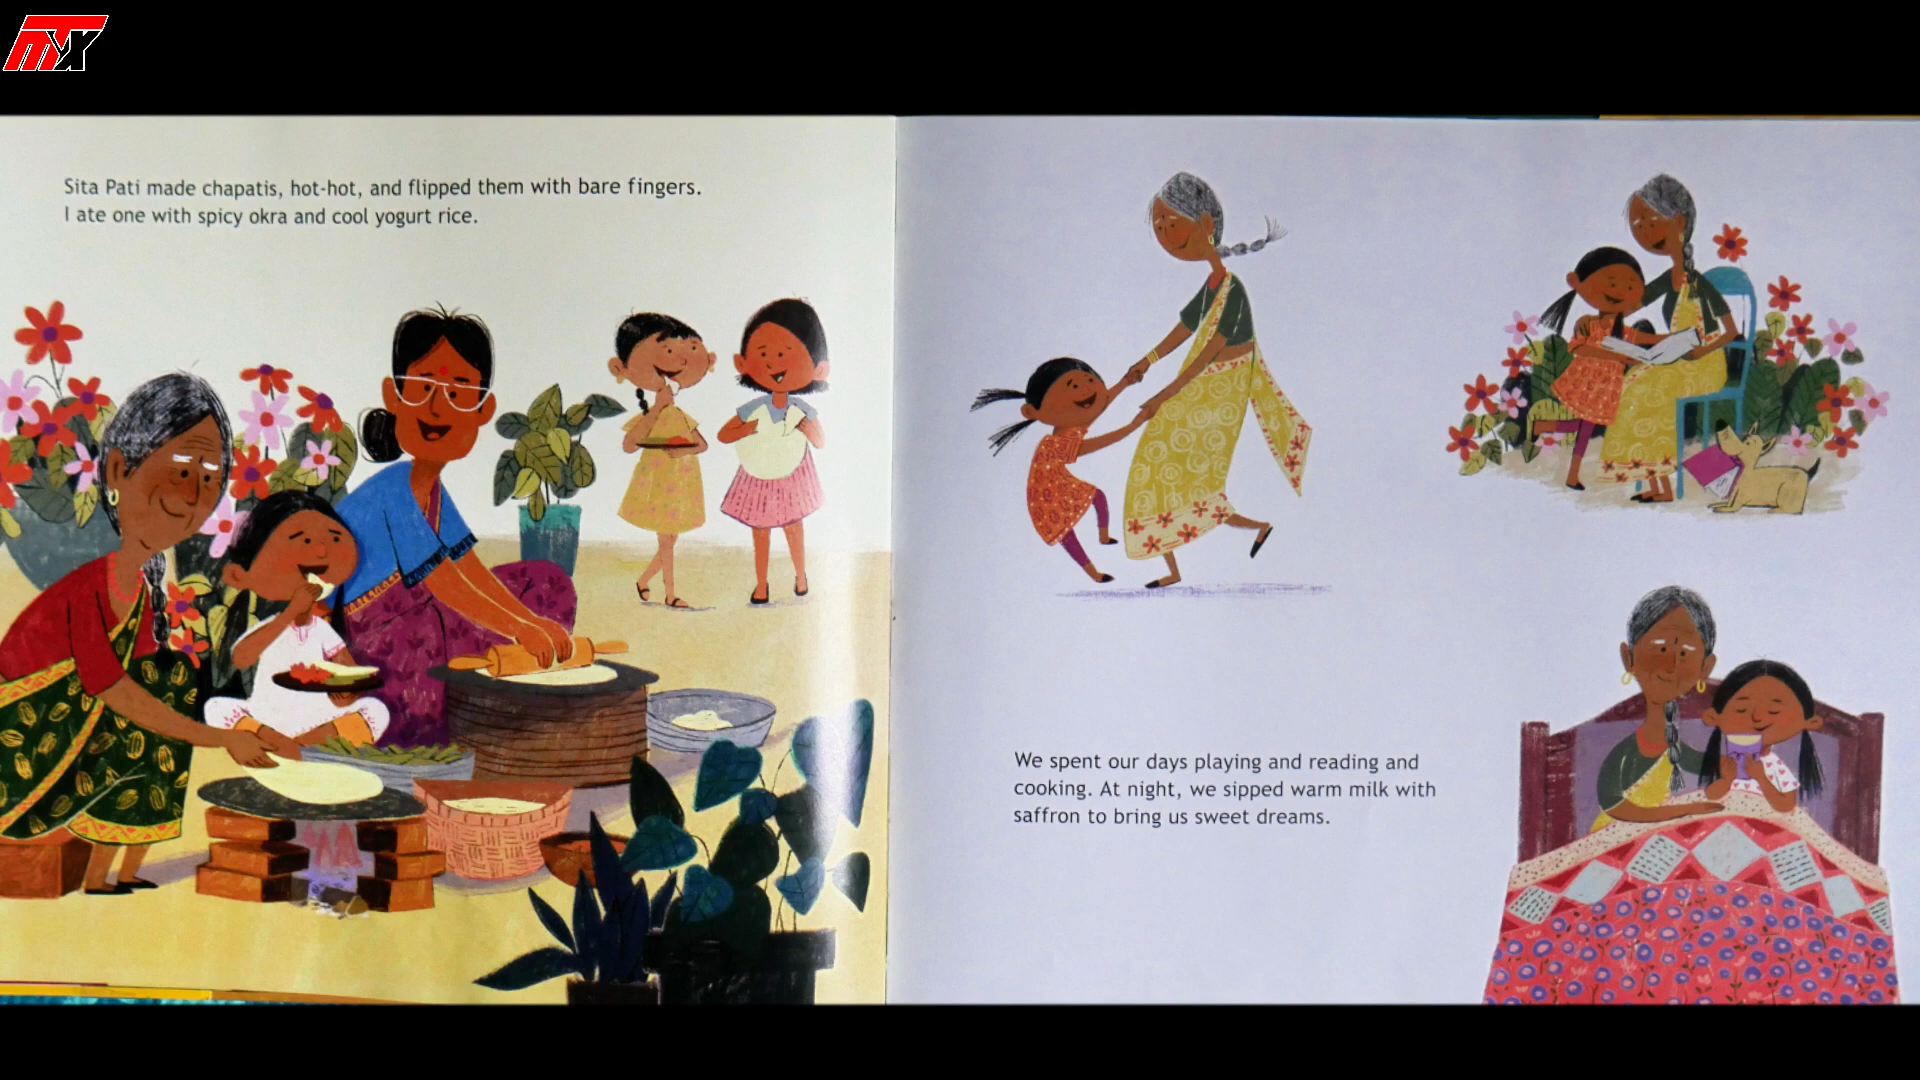 MTX
Sita Pati made chapatis, hot-hot, and flipped them with bare fingers.
I ate one with spicy okra and cool yogurt rice.
We spent our days playing and reading and
cooking. At night, we sipped warm milk with
saffron to bring us sweet dreams.